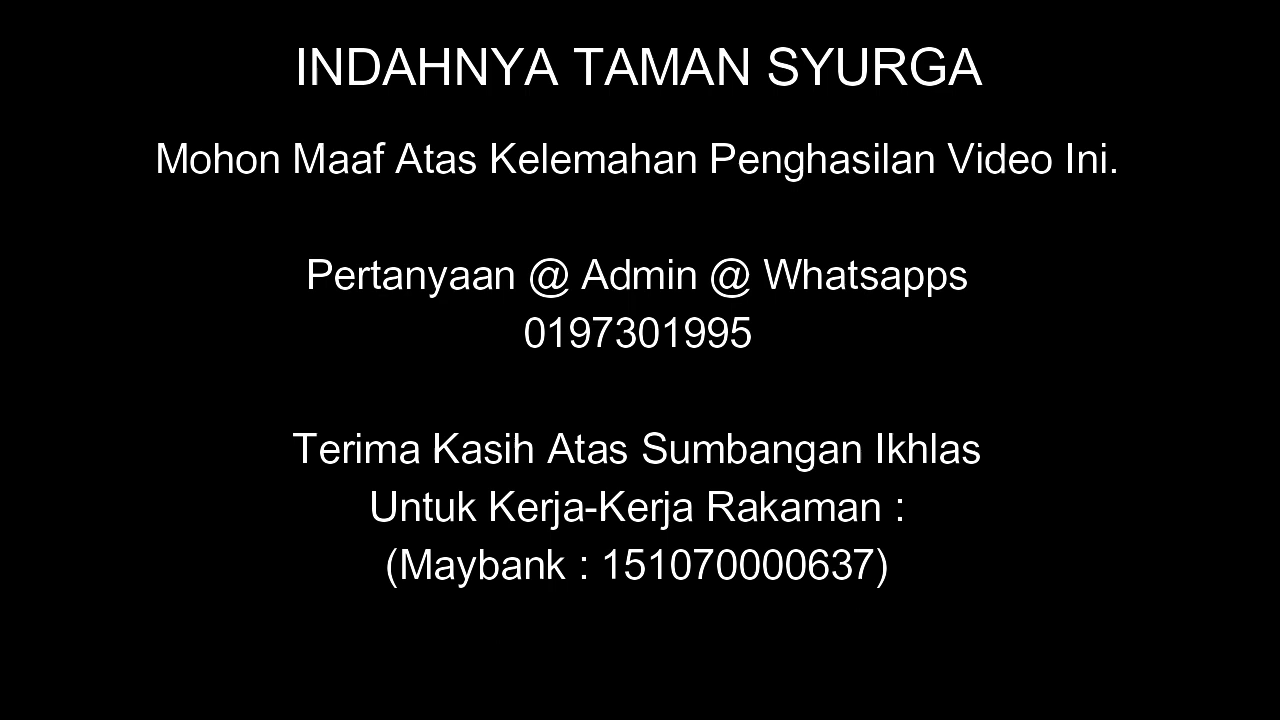 INDAHNYA TAMAN SYURGA
Mohon Maaf Atas Kelemahan Penghasilan Video Ini.
Pertanyaan @ Admin @ Whatsapps
0197301995
Terima Kasih Atas Sumbangan Ikhlas
Untuk Kerja-Kerja Rakaman :
(Maybank : 151070000637)